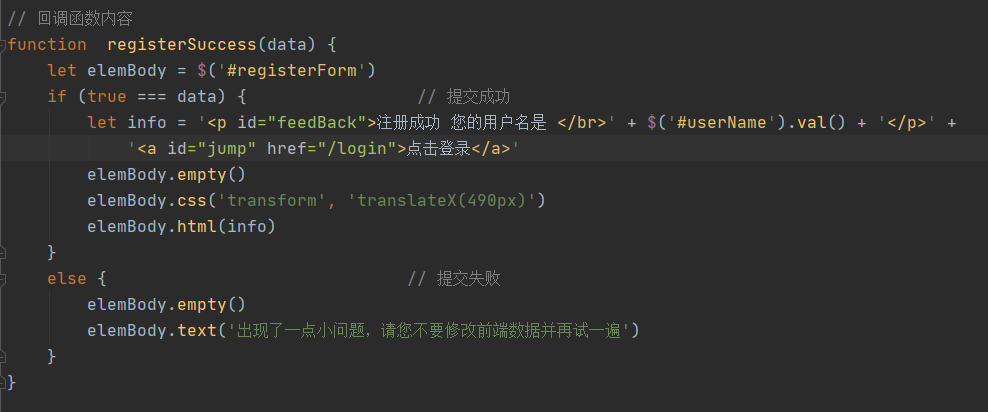 // 回调函数内容
function  registerSuccess(data) {
    let elemBody = $('#registerForm')
    if (true === data) {                 // 提交成功
        let info = '<p id="feedBack">注册成功 您的用户名是 </br>' + $('#userName').val() + '</p>' +
            '<a id="jump" href="/login">点击登录</a>'
        elemBody.empty()
        elemBody.css('transform', 'translateX(490px)')
        elemBody.html(info)
    }
    else {                              // 提交失败
        elemBody.empty()
        elemBody.text('出现了一点小问题，请您不要修改前端数据并再试一遍')
    }
}